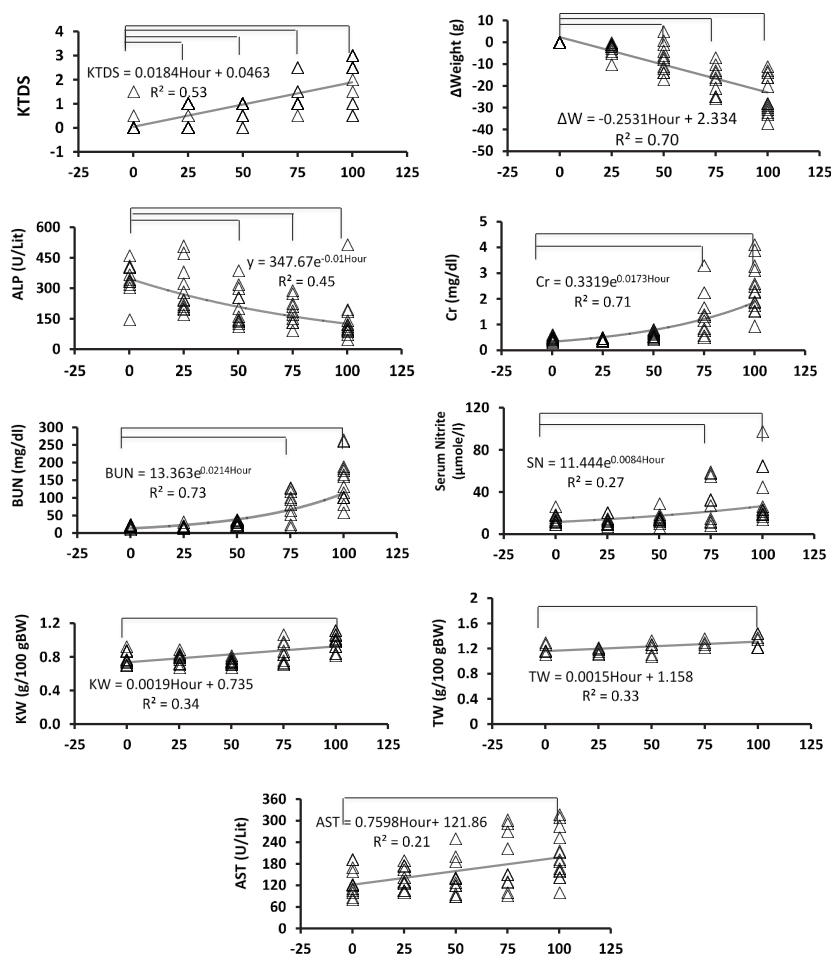 KTDS
4
3
2
1
0
-1
KTDS = 0.0184Hour + 0.0463
R² = 0.53
-25 0 25 50 75 100 125
ΔWeight (g)
10
0
-10
-20
-30
-40
-50
ΔW = -0.2531Hour + 2.334
R² = 0.70
-25 0 25 50 75 100 125
ALP (U/Lit)
600
450
300
150
0
y = 347.67e-0.01Hour
R² = 0.45
-25 0 25 50 75 100 125
Cr (mg/dl)
5
4
3
2
1
0
Cr = 0.3319e0.0173Hour
R² = 0.71
-25 0 25 50 75 100 125
BUN (mg/dl)
300
250
200
150
100
50
0
BUN = 13.363e0.0214Hour
R² = 0.73
-25 0 25 50 75 100 125
Serum Nitrite
(µmole/l)
120
80
40
0
SN = 11.444e0.0084Hour
R² = 0.27
-25 0 25 50 75 100 125
KW (g/100 gBW)
1.2
0.8
0.4
0.0
KW = 0.0019Hour + 0.735
R² = 0.34
-25 0 25 50 75 100 125
TW (g/100 gBW)
2
1.6
1.2
0.8
0.4
0
TW = 0.0015Hour + 1.158
R² = 0.33
-25 0 25 50 75 100 125
AST (U/Lit)
360
300
240
180
120
60
0
AST = 0.7598Hour+ 121.86
R² = 0.21
-25 0 25 50 75 100 125